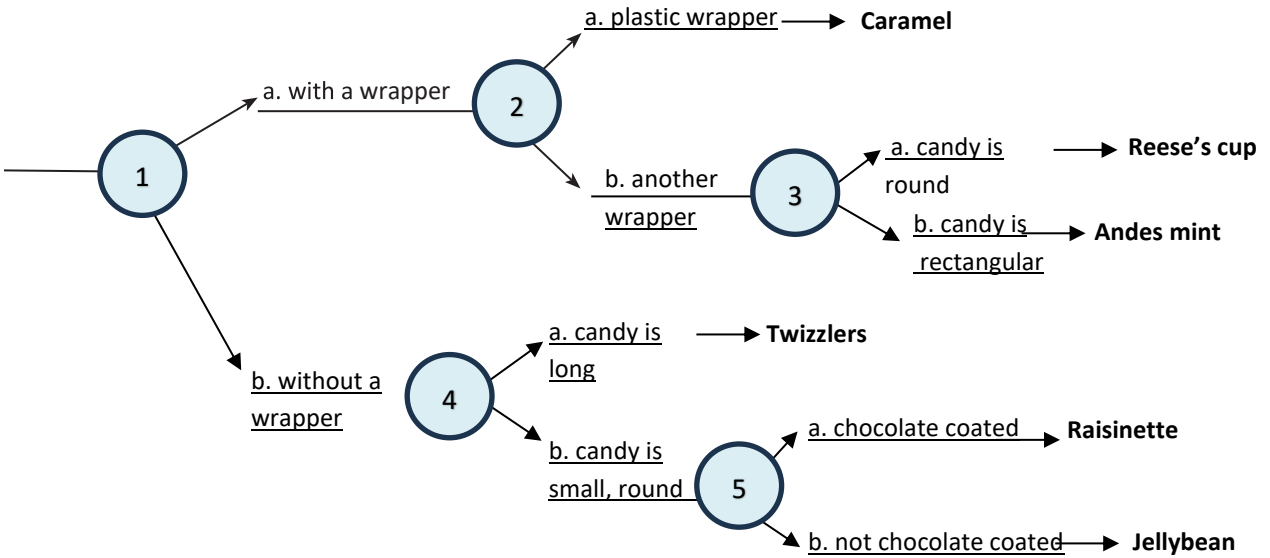 a. plastic wrapper Caramel
a. with a wrapper
2
1
a. candy is Reese’s cup
round
b. another
wrapper
3
b. candy is Andes mint
rectangular
a. candy is Twizzlers
long
b. without a
wrapper
4
b. candy is
small, round
5
a. chocolate coated Raisinette
b. not chocolate coated Jellybean